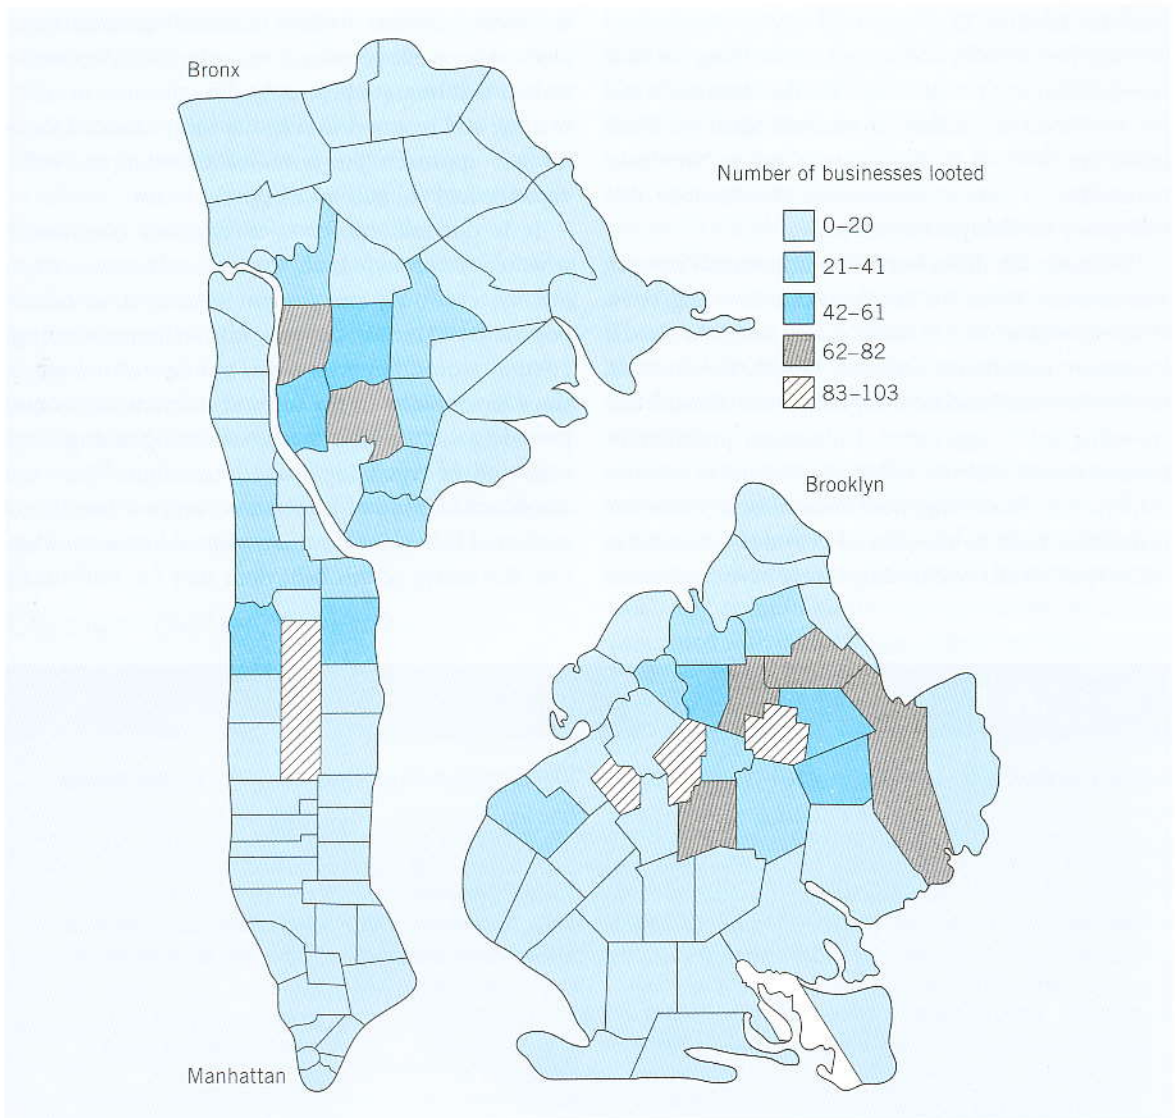 Bronx
Number of businesses looted
0–20
21–41
42–61
62–82
83–103
Brooklyn
Manhattan